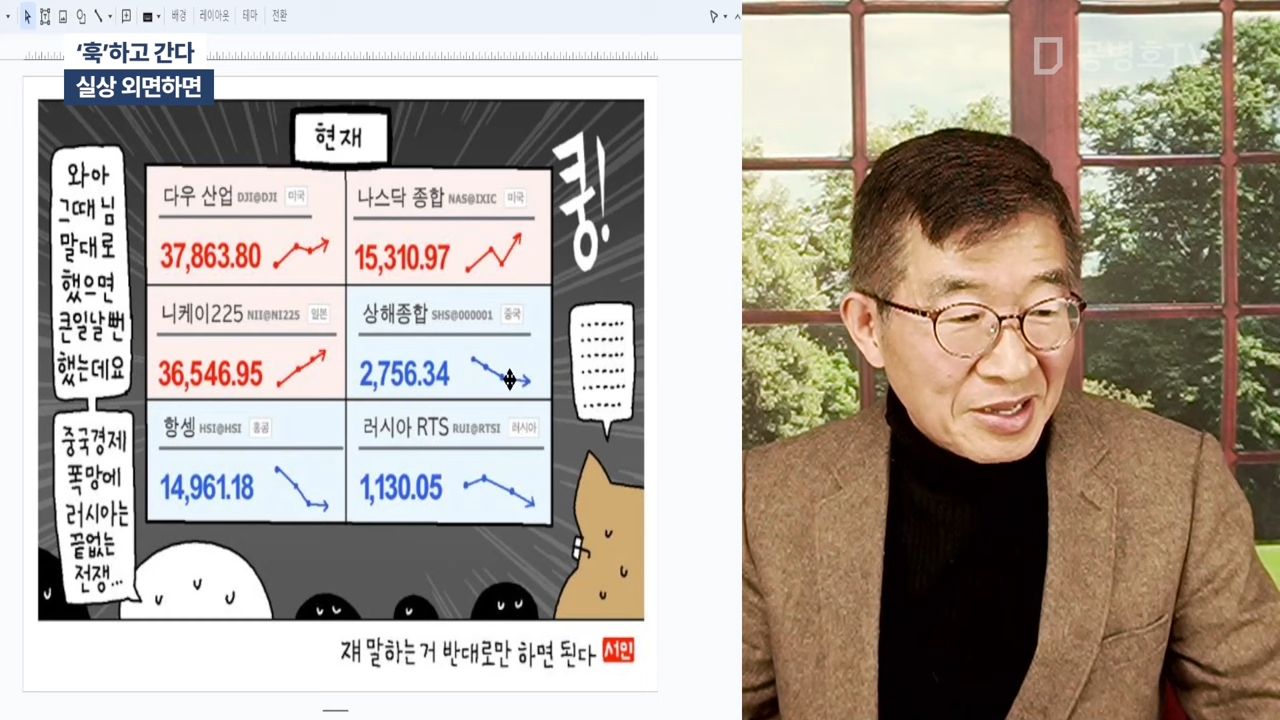 배경 레이아웃 테마 전환
‘훅’하고 간다
실상 외면하면
공병호TV
현재
와아
그때 님
말대로
했으면
큰일날뻔
했는데요
중국경제
폭망에
러시아는
끝없는
전쟁...
다우 산업 DJI@DJI 미국
37,863.80
나스닥 종합 NAS@IXIC 미국
15,310.97
니케이225 NII@NI225 일본
36,546.95
상해종합 SHS@000001 중국
2,756.34
항셍 HSI@HSI 홍콩
14,961.18
러시아 RTS RUI@RTSI 러시아
1,130.05
쿵!
쟤 말하는거 반대로만 하면 된다 서민